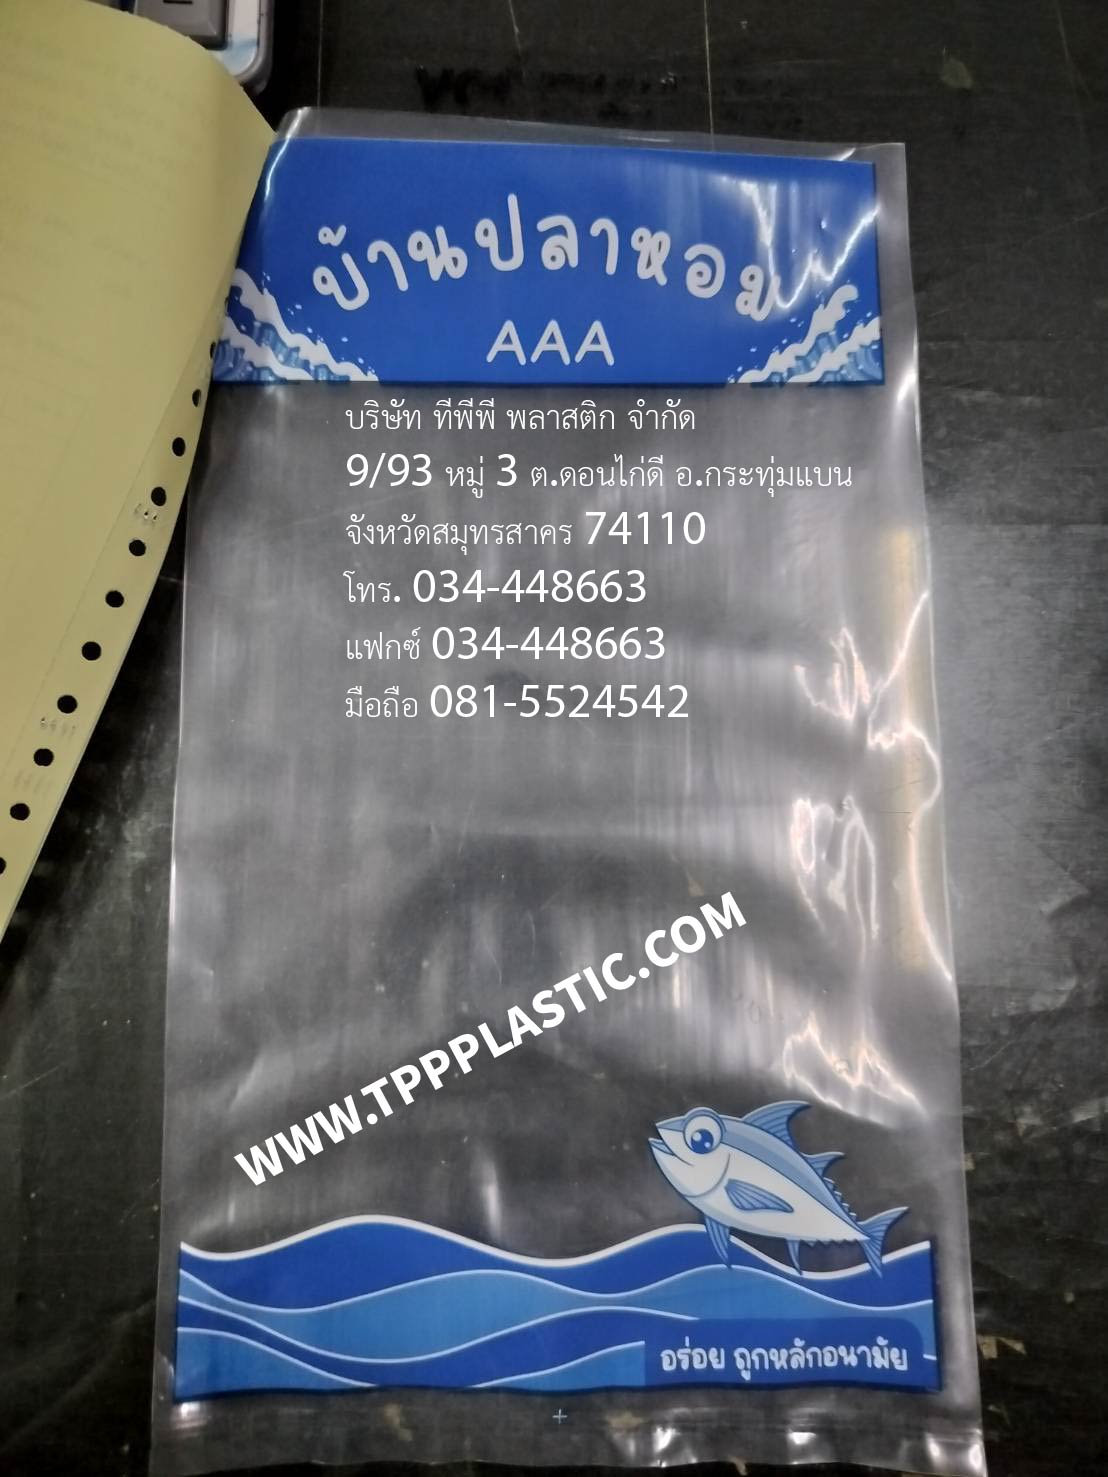 บ้านปลาหอม
AAA
บริษัท ทีพีพี พลาสติก จำกัด
9/93 หมู่ 3 ต.ดอนไก่ดี อ.กระทุ่มแบน
จังหวัดสมุทรสาคร 74110
โทร. 034-448663
แฟกซ์ 034-448663
มือถือ 081-5524542
WWW.TPPPLASTIC.COM
อร่อย ถูกหลักอนามัย